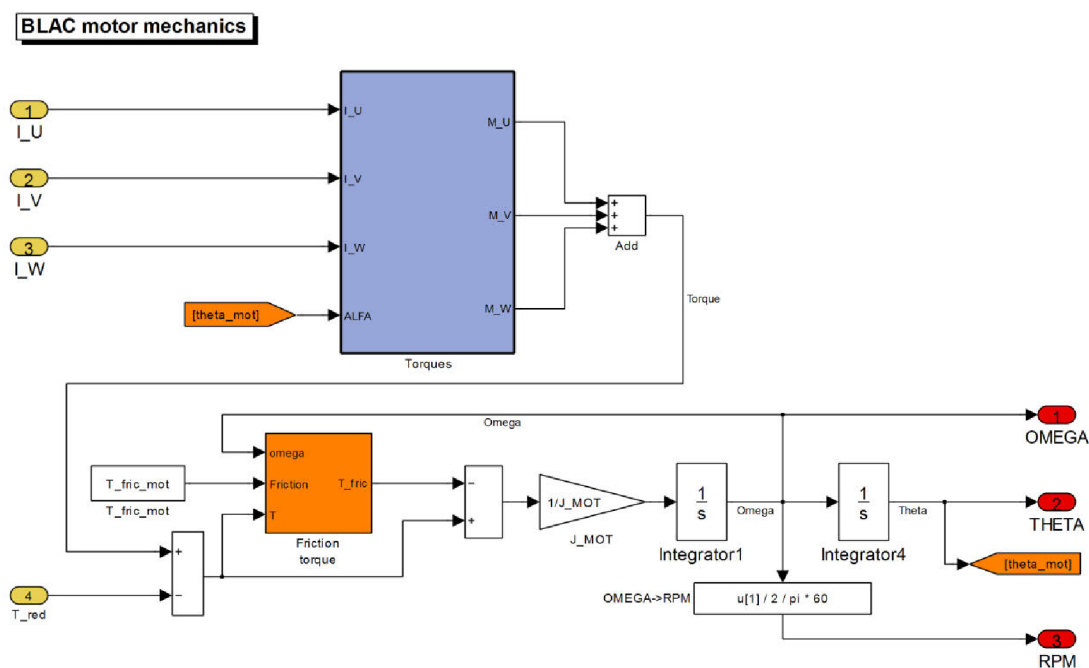 BLAC motor mechanics
1
I_U
2
I_V
3
I_W
[theta_mot]
I_U
I_V
I_W
ALFA
M_U
M_V
M_W
Torques
+
+
+
Add
Torque
Omega
1
OMEGA
T_fric_mot
T_fric_mot
omega
Friction
T
T_fric
Friction
torque
+
−
4
T_red
−
+
1/J_MOT
J_MOT
1
s
Integrator1
Omega
1
s
Integrator4
Theta
2
THETA
[theta_mot]
OMEGA->RPM
u[1] / 2 / pi * 60
3
RPM